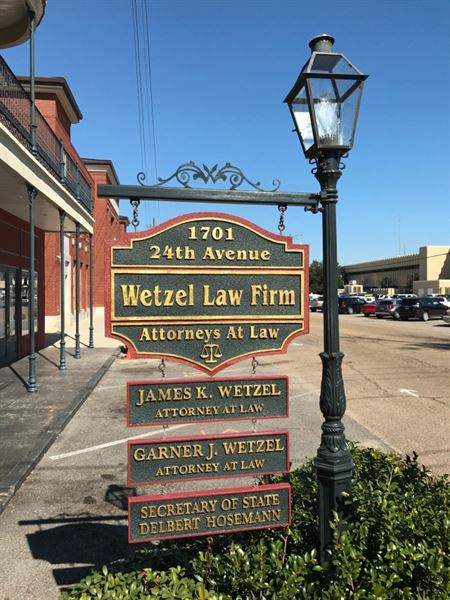 1701
24th Avenue
Wetzel Law Firm
Attorneys At Law
JAMES K. WETZEL
ATTORNEY AT LAW
GARNER J. WETZEL
ATTORNEY AT LAW
SECRETARY OF STATE
DELBERT HOSEMANN